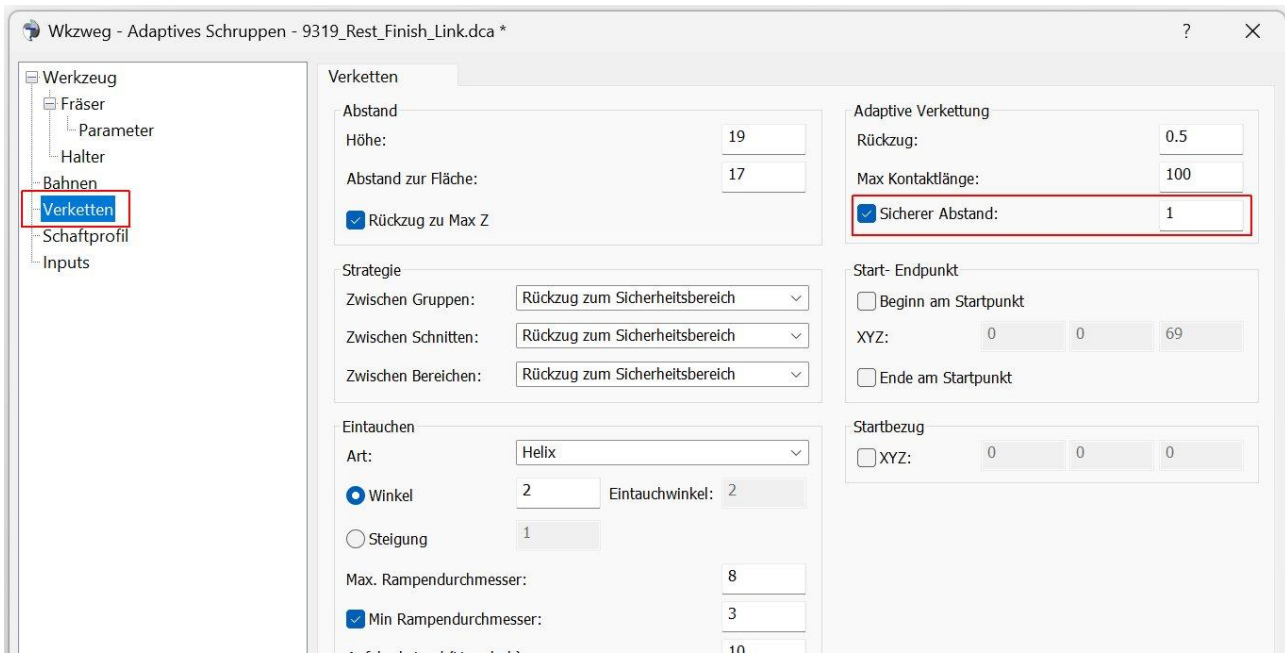 Wkzweg - Adaptives Schruppen - 9319_Rest_Finish_Link.dca *
?
Werkzeug
Fräser
Parameter
Halter
Bahnen
Verketten
Schaftprofil
Inputs
Verketten
Abstand
Höhe: 19
Abstand zur Fläche: 17
Rückzug zu Max Z
Strategie
Zwischen Gruppen: Rückzug zum Sicherheitsbereich
Zwischen Schnitten: Rückzug zum Sicherheitsbereich
Zwischen Bereichen: Rückzug zum Sicherheitsbereich
Eintauchen
Art: Helix
Winkel 2 Eintauchwinkel: 2
Steigung 1
Max. Rampendurchmesser: 8
Min Rampendurchmesser: 3
10
Adaptive Verkettung
Rückzug: 0.5
Max Kontaktlänge: 100
Sicherer Abstand: 1
Start- Endpunkt
Beginn am Startpunkt
XYZ: 0 0 69
Ende am Startpunkt
Startbezug
XYZ: 0 0 0